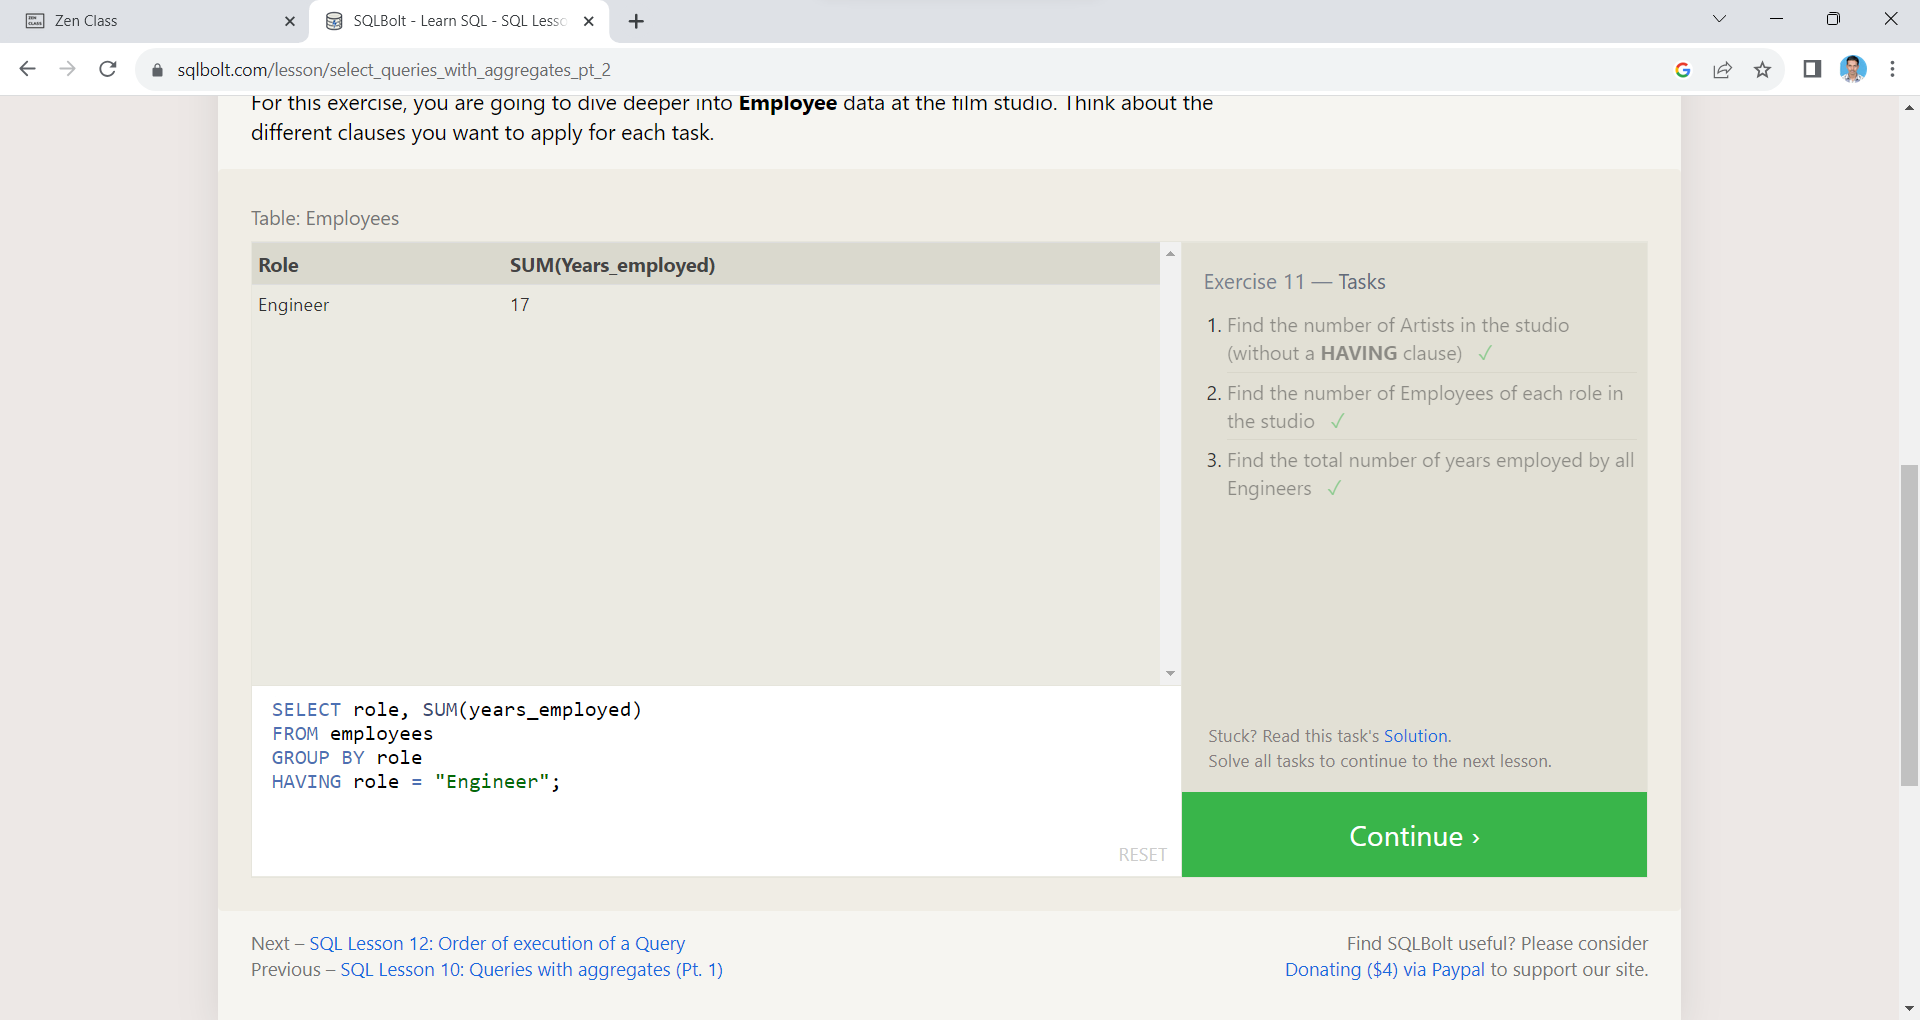 Zen Class
SQLBolt - Learn SQL - SQL Lesso
sqlbolt.com/lesson/select_queries_with_aggregates_pt_2
For this exercise, you are going to dive deeper into Employee data at the film studio. Think about the
different clauses you want to apply for each task.
Table: Employees
Role SUM(Years_employed)
Engineer 17
Exercise 11 — Tasks
1. Find the number of Artists in the studio
(without a HAVING clause) ✓
2. Find the number of Employees of each role in
the studio ✓
3. Find the total number of years employed by all
Engineers ✓
SELECT role, SUM(years_employed)
FROM employees
GROUP BY role
HAVING role = "Engineer";
RESET
Stuck? Read this task's Solution.
Solve all tasks to continue to the next lesson.
Continue ›
Next – SQL Lesson 12: Order of execution of a Query
Previous – SQL Lesson 10: Queries with aggregates (Pt. 1)
Find SQLBolt useful? Please consider
Donating ($4) via Paypal to support our site.